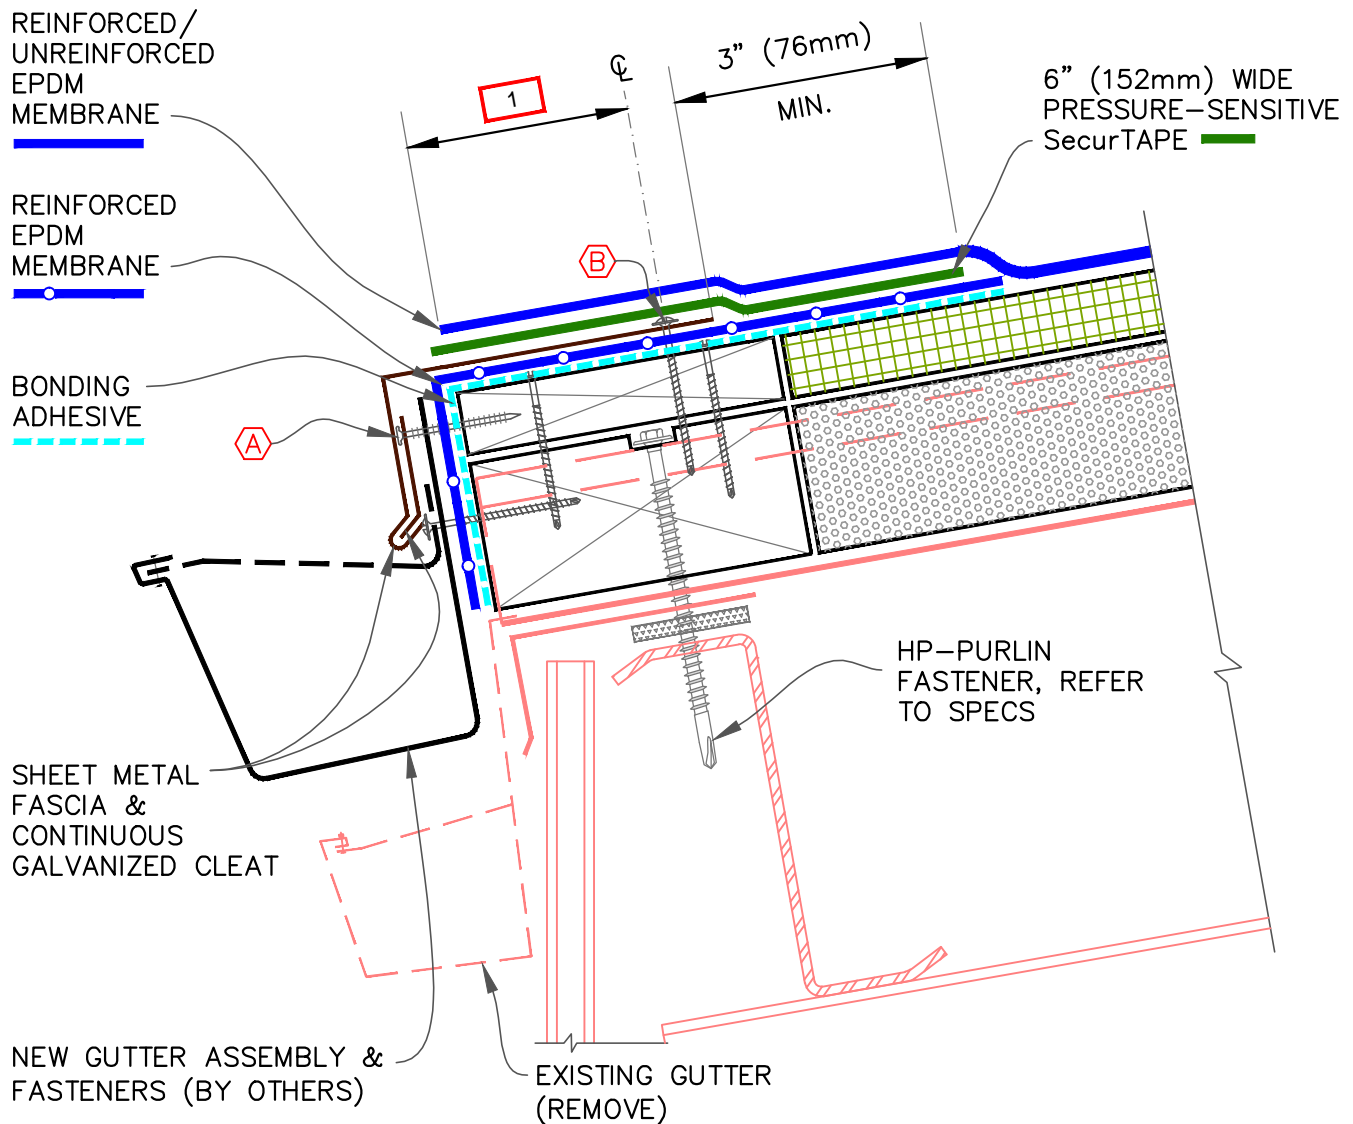 REINFORCED/
UNREINFORCED
EPDM
MEMBRANE
REINFORCED
EPDM
MEMBRANE
BONDING
ADHESIVE
A
1
℄
3" (76mm)
MIN.
B
6" (152mm) WIDE
PRESSURE-SENSITIVE
SecurTAPE
HP-PURLIN
FASTENER, REFER
TO SPECS
SHEET METAL
FASCIA &
CONTINUOUS
GALVANIZED CLEAT
NEW GUTTER ASSEMBLY &
FASTENERS (BY OTHERS)
EXISTING GUTTER
(REMOVE)